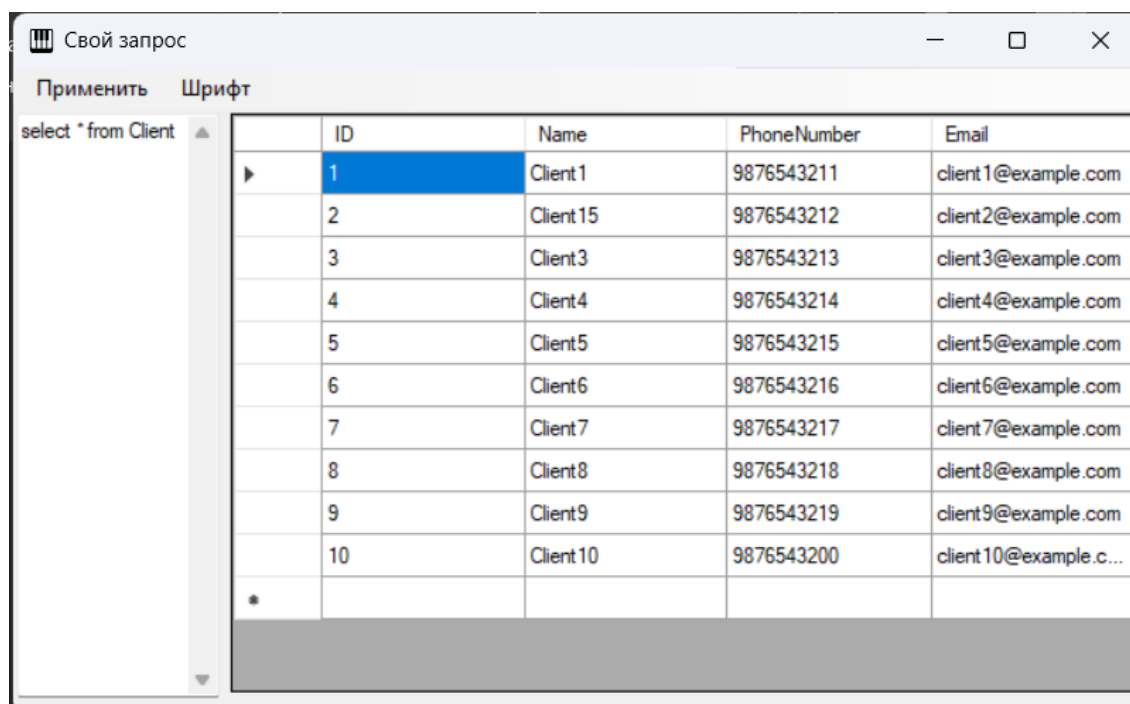 Свой запрос
Применить Шрифт
select * from Client
ID Name PhoneNumber Email
1 Client1 9876543211 client1@example.com
2 Client15 9876543212 client2@example.com
3 Client3 9876543213 client3@example.com
4 Client4 9876543214 client4@example.com
5 Client5 9876543215 client5@example.com
6 Client6 9876543216 client6@example.com
7 Client7 9876543217 client7@example.com
8 Client8 9876543218 client8@example.com
9 Client9 9876543219 client9@example.com
10 Client10 9876543200 client10@example.c...